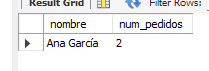 Result Grid Filter Rows:
nombre num_pedidos
Ana García 2